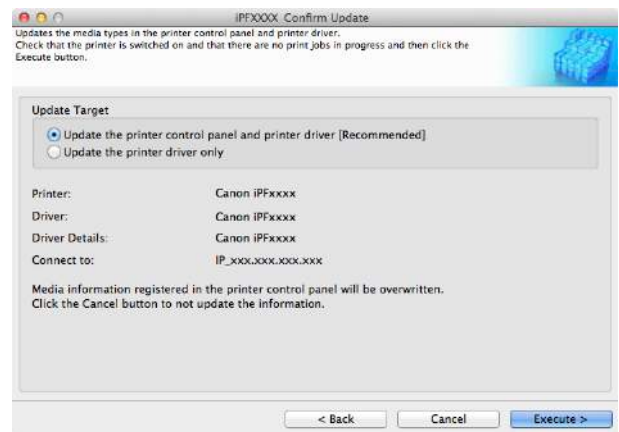 iPFXXXX Confirm Update
Updates the media types in the printer control panel and printer driver.
Check that the printer is switched on and that there are no print jobs in progress and then click the
Execute button.
Update Target
Update the printer control panel and printer driver [Recommended]
Update the printer driver only
Printer: Canon iPFxxxx
Driver: Canon iPFxxxx
Driver Details: Canon iPFxxxx
Connect to: IP_xxx.xxx.xxx.xxx
Media information registered in the printer control panel will be overwritten.
Click the Cancel button to not update the information.
< Back Cancel Execute >